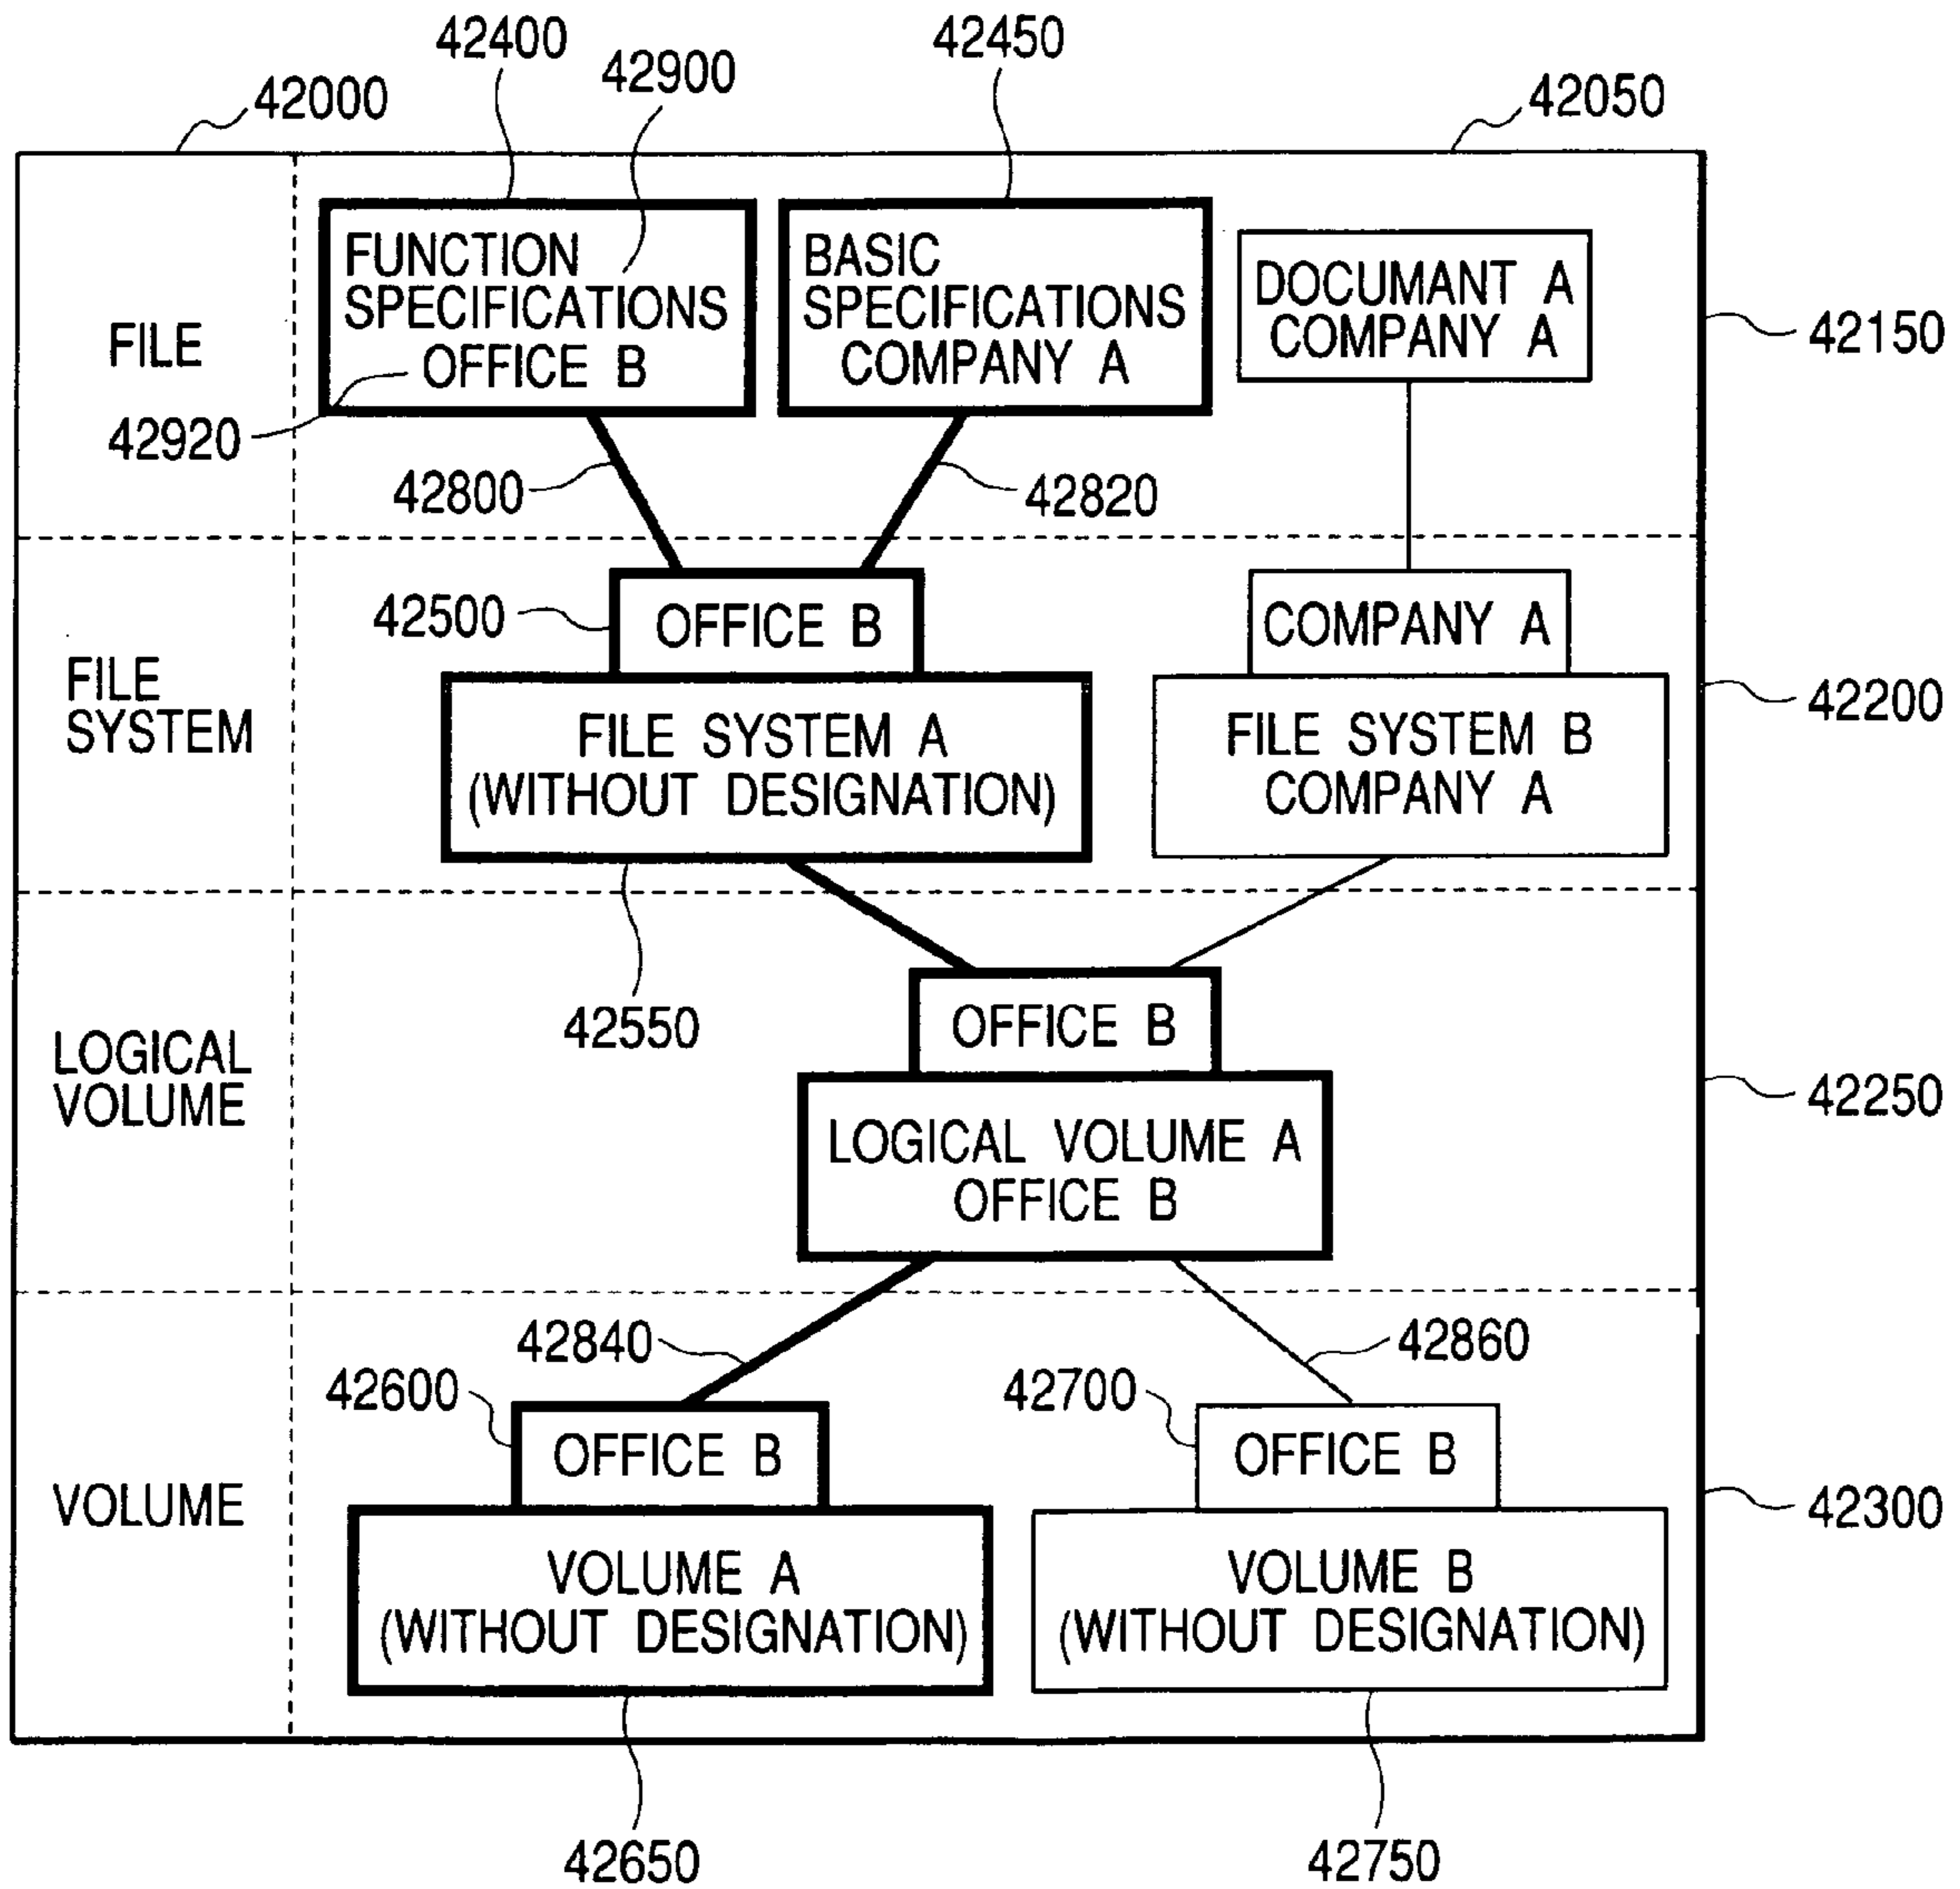 42400
42450
42900
42000
42050
FUNCTION
SPECIFICATIONS
OFFICE B
BASIC
SPECIFICATIONS
COMPANY A
DOCUMANT A
COMPANY A
FILE
42150
42920
42800
42820
42500
OFFICE B
COMPANY A
FILE
SYSTEM
FILE SYSTEM A
(WITHOUT DESIGNATION)
FILE SYSTEM B
COMPANY A
42200
42550
OFFICE B
LOGICAL
VOLUME
LOGICAL VOLUME A
OFFICE B
42250
42840
42860
42600
42700
OFFICE B
OFFICE B
VOLUME
VOLUME A
(WITHOUT DESIGNATION)
VOLUME B
(WITHOUT DESIGNATION)
42300
42650
42750